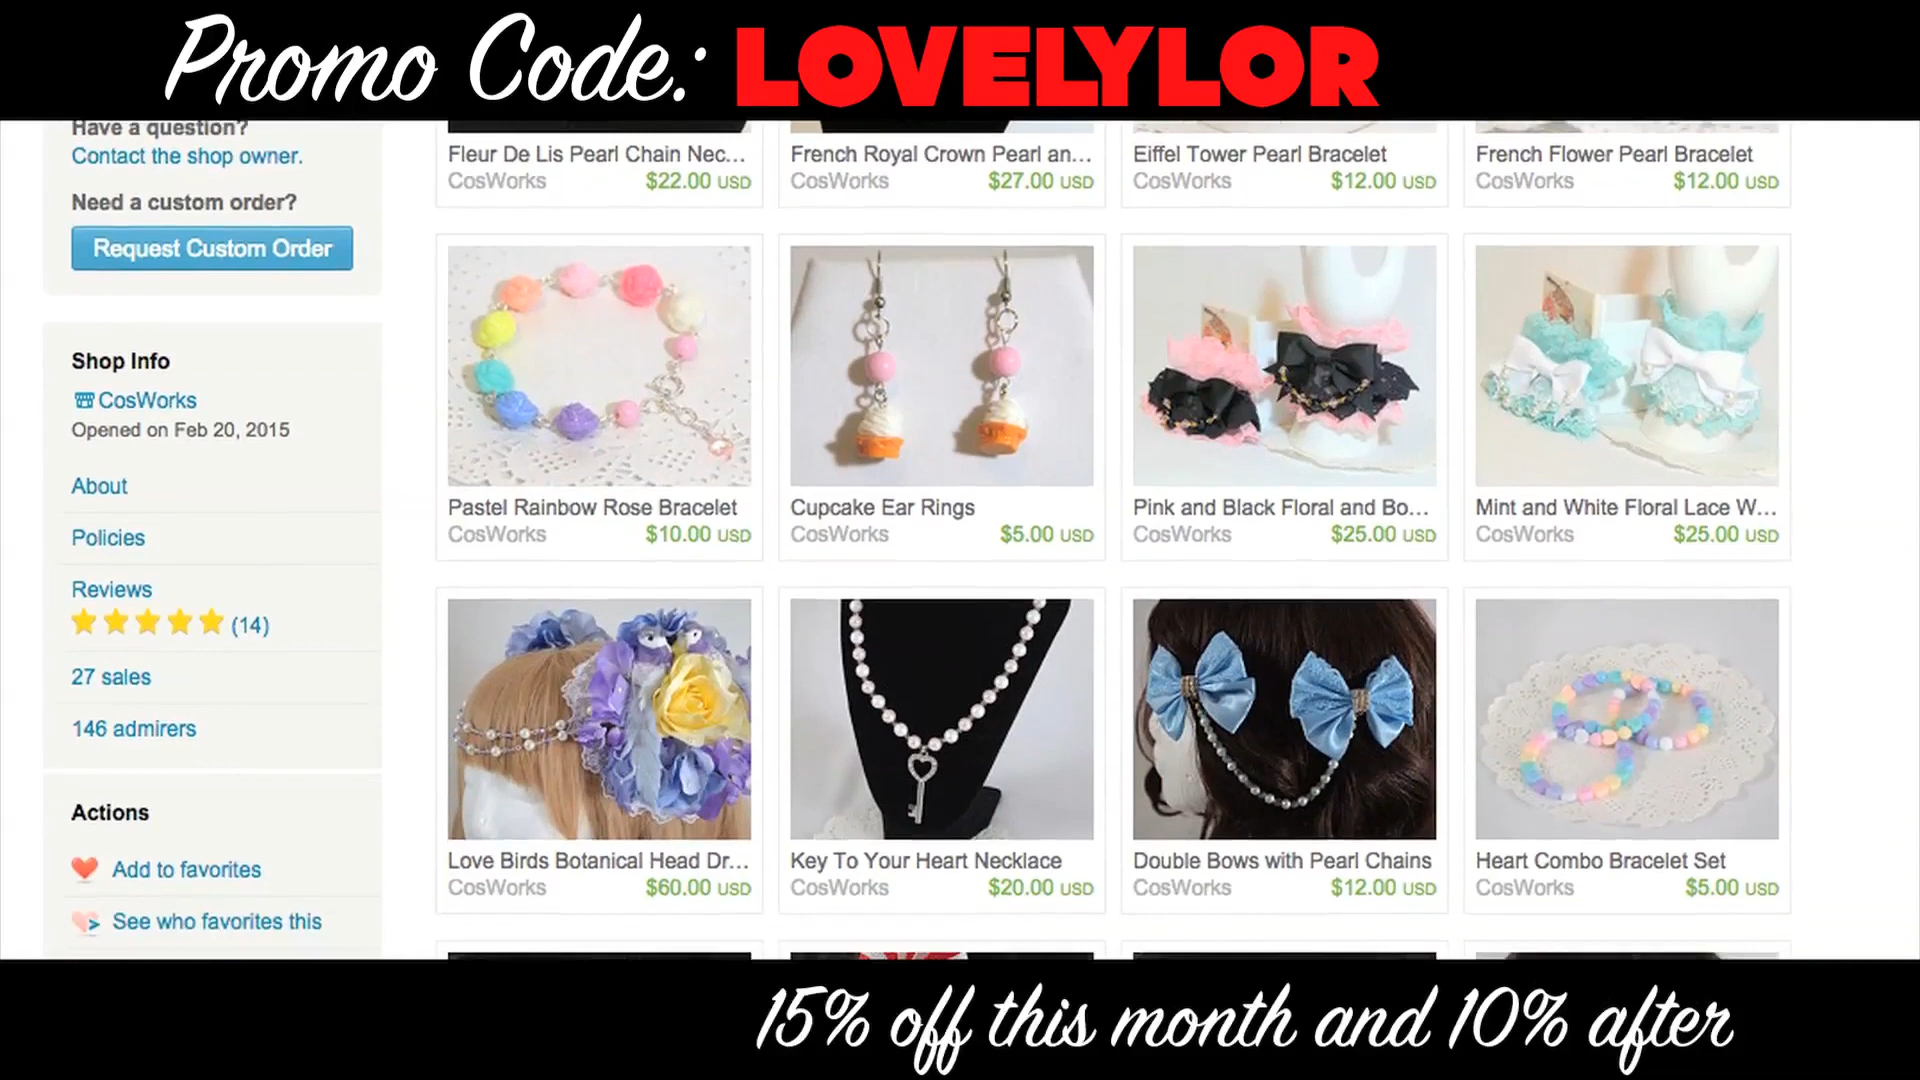 Promo Code: LOVELYLOR
Have a question?
Contact the shop owner.
Need a custom order?
Request Custom Order
Shop Info
CosWorks
Opened on Feb 20, 2015
About
Policies
Reviews
(14)
27 sales
146 admirers
Actions
Add to favorites
See who favorites this
Fleur De Lis Pearl Chain Nec...
CosWorks $22.00 USD
French Royal Crown Pearl an...
CosWorks $27.00 USD
Eiffel Tower Pearl Bracelet
CosWorks $12.00 USD
French Flower Pearl Bracelet
CosWorks $12.00 USD
Pastel Rainbow Rose Bracelet
CosWorks $10.00 USD
Cupcake Ear Rings
CosWorks $5.00 USD
Pink and Black Floral and Bo...
CosWorks $25.00 USD
Mint and White Floral Lace W...
CosWorks $25.00 USD
Love Birds Botanical Head Dr...
CosWorks $60.00 USD
Key To Your Heart Necklace
CosWorks $20.00 USD
Double Bows with Pearl Chains
CosWorks $12.00 USD
Heart Combo Bracelet Set
CosWorks $5.00 USD
15% off this month and 10% after